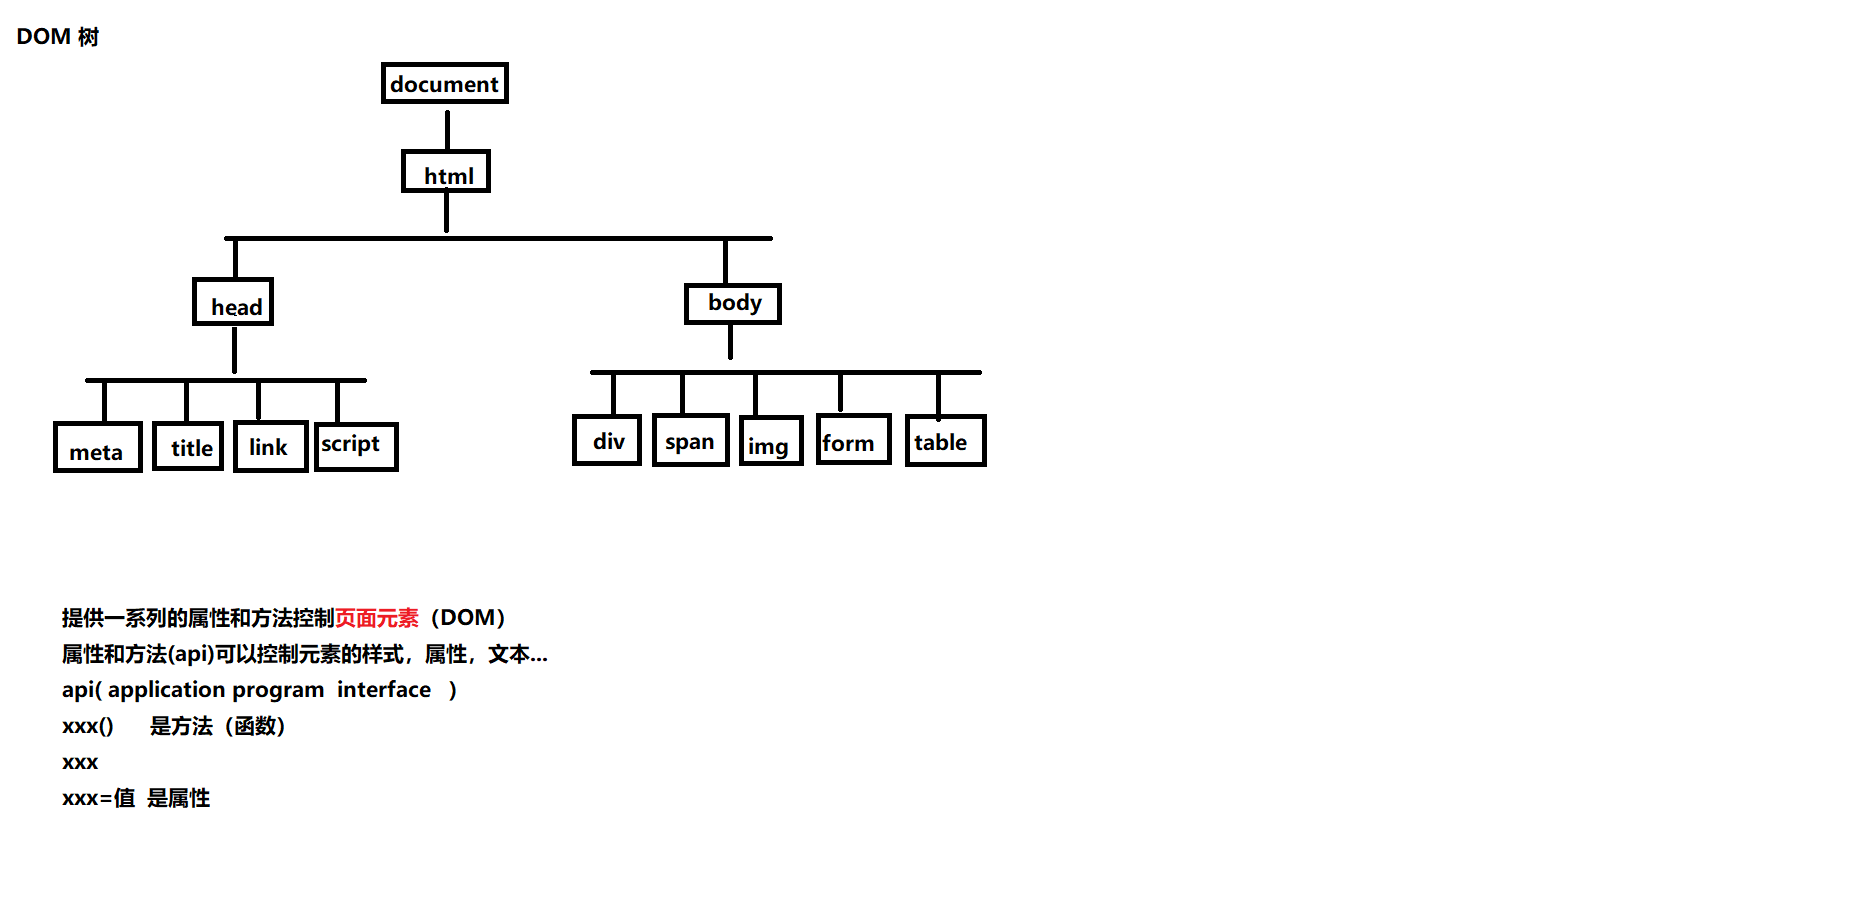 DOM 树
document
html
head
body
meta
title
link
script
div
span
img
form
table
提供一系列的属性和方法控制页面元素（DOM）
属性和方法(api)可以控制元素的样式，属性，文本...
api( application program  interface   )
xxx()      是方法（函数）
xxx
xxx=值  是属性